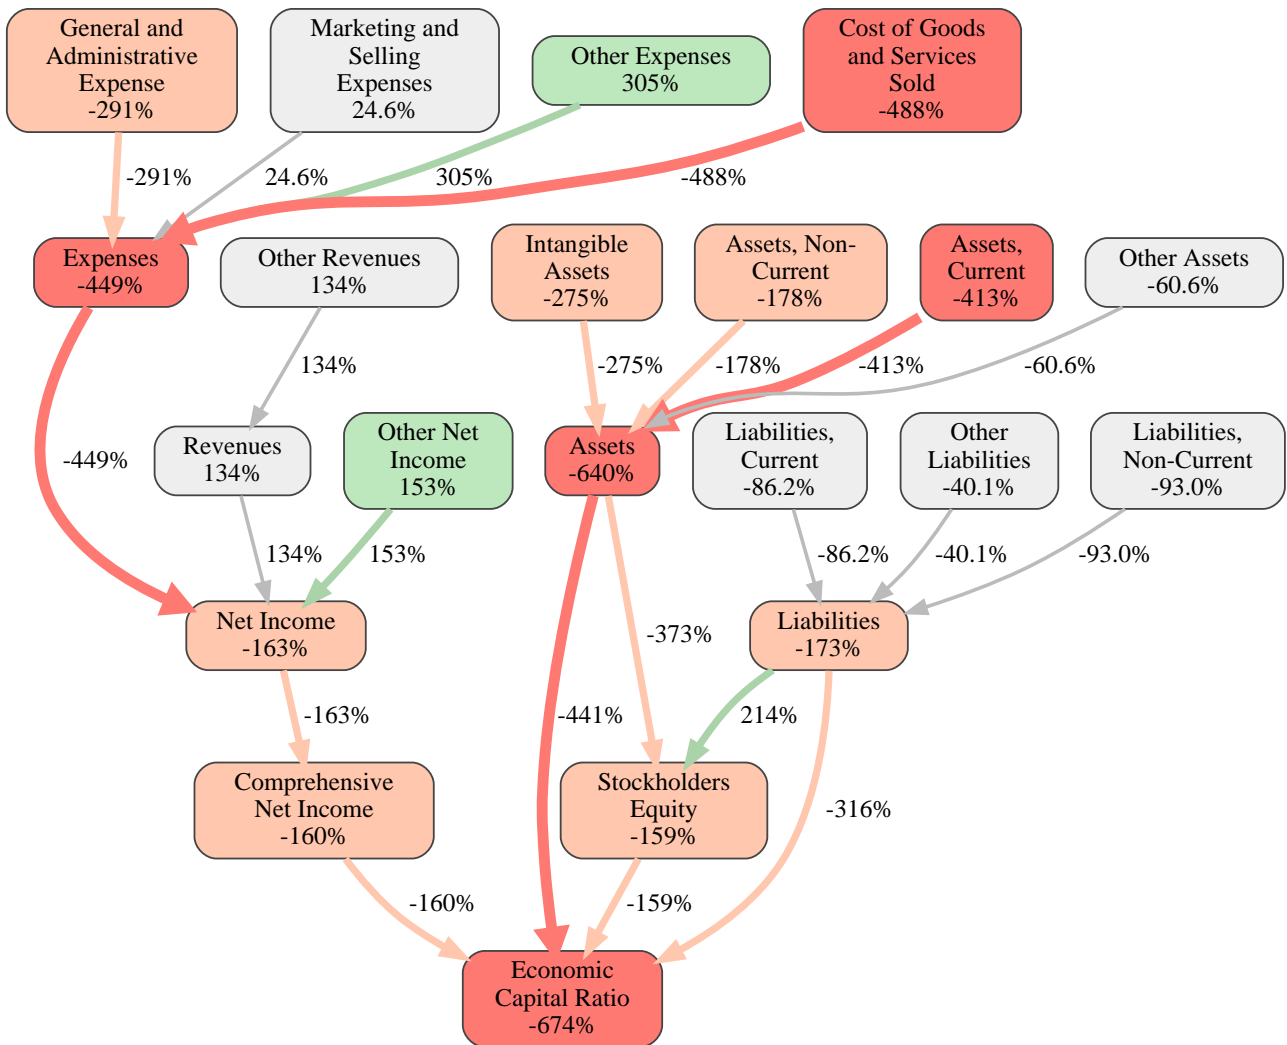 General and
Administrative
Expense
-291%
Marketing and
Selling
Expenses
24.6%
Other Expenses
305%
Cost of Goods
and Services
Sold
-488%
-291%
24.6%
305%
-488%
Expenses
-449%
Other Revenues
134%
Intangible
Assets
-275%
Assets, Non-
Current
-178%
Assets,
Current
-413%
Other Assets
-60.6%
134%
-275%
-178%
-413%
-60.6%
-449%
Revenues
134%
Other Net
Income
153%
Assets
-640%
Liabilities,
Current
-86.2%
Other
Liabilities
-40.1%
Liabilities,
Non-Current
-93.0%
134%
153%
-86.2%
-40.1%
-93.0%
Net Income
-163%
-373%
Liabilities
-173%
-163%
-441%
214%
Comprehensive
Net Income
-160%
Stockholders
Equity
-159%
-316%
-160%
-159%
Economic
Capital Ratio
-674%